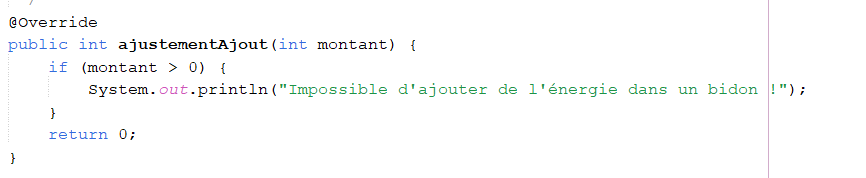 /
@Override
public int ajustementAjout(int montant) {
    if (montant > 0) {
        System.out.println("Impossible d'ajouter de l'énergie dans un bidon !");
    }
    return 0;
}